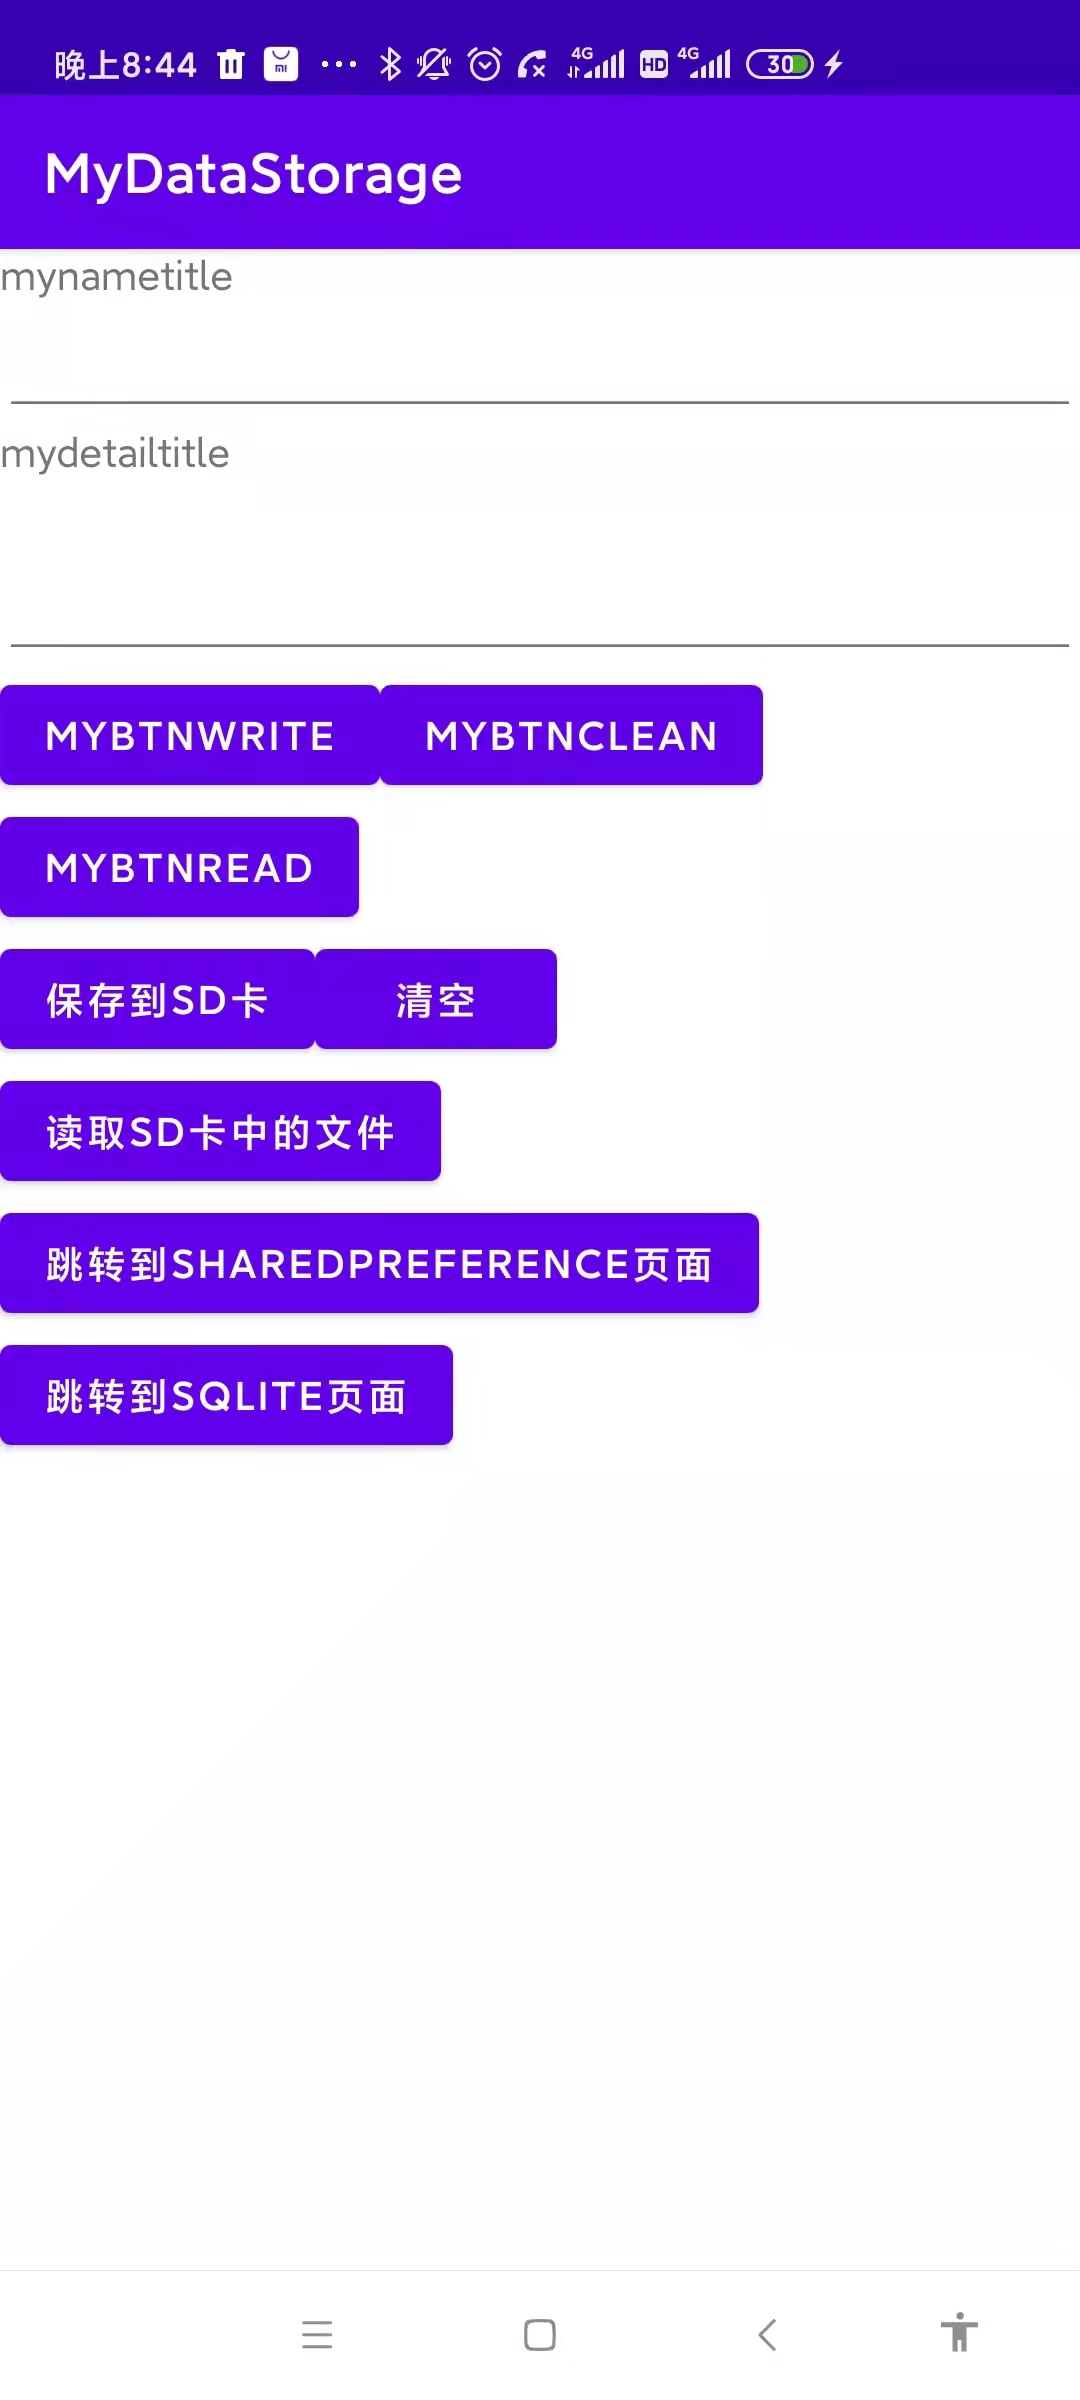 晚上8:44 mi 4G HD 4G 30
MyDataStorage
mynametitle
mydetailtitle
MYBTNWRITE MYBTNCLEAN
MYBTNREAD
保存到SD卡 清空
读取SD卡中的文件
跳转到SHAREDPREFERENCE页面
跳转到SQLITE页面